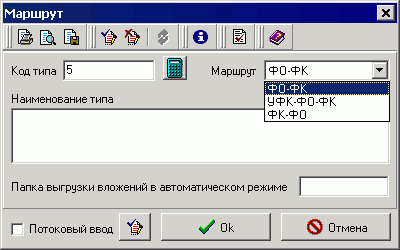 Маршрут
Код типа 5 Маршрут ФО-ФК
ФО-ФК
УФК-ФО-ФК
ФК-ФО
Наименование типа
Папка выгрузки вложений в автоматическом режиме
Потоковый ввод Ok Отмена